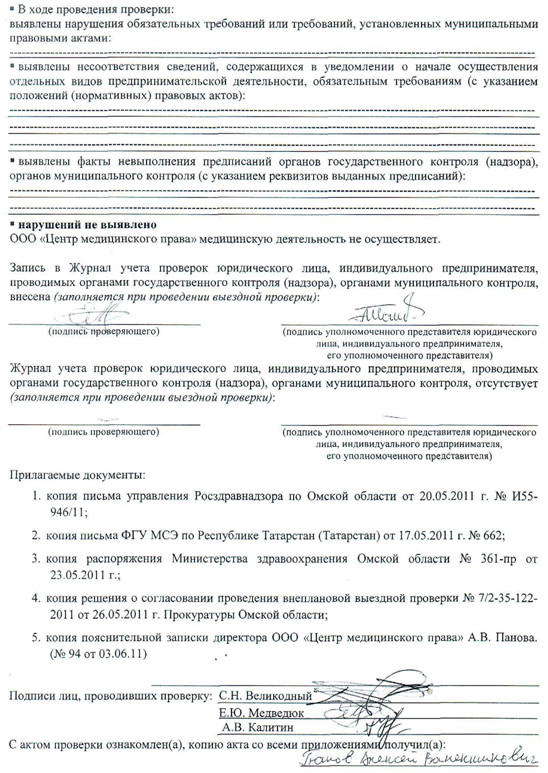 ▪ В ходе проведения проверки:
выявлены нарушения обязательных требований или требований, установленных муниципальными
правовыми актами:
▪ выявлены несоответствия сведений, содержащихся в уведомлении о начале осуществления
отдельных видов предпринимательской деятельности, обязательным требованиям (с указанием
положений (нормативных) правовых актов):
▪ выявлены факты невыполнения предписаний органов государственного контроля (надзора),
органов муниципального контроля (с указанием реквизитов выданных предписаний):
▪ нарушений не выявлено
ООО «Центр медицинского права» медицинскую деятельность не осуществляет.
Запись в Журнал учета проверок юридического лица, индивидуального предпринимателя,
проводимых органами государственного контроля (надзора), органами муниципального контроля,
внесена (заполняется при проведении выездной проверки):
(подпись проверяющего) (подпись уполномоченного представителя юридического
лица, индивидуального предпринимателя,
его уполномоченного представителя)
Журнал учета проверок юридического лица, индивидуального предпринимателя, проводимых
органами государственного контроля (надзора), органами муниципального контроля, отсутствует
(заполняется при проведении выездной проверки):
(подпись проверяющего) (подпись уполномоченного представителя юридического
лица, индивидуального предпринимателя,
его уполномоченного представителя)
Прилагаемые документы:
1. копия письма управления Росздравнадзора по Омской области от 20.05.2011 г. № И55-
946/11;
2. копия письма ФГУ МСЭ по Республике Татарстан (Татарстан) от 17.05.2011 г. № 662;
3. копия распоряжения Министерства здравоохранения Омской области № 361-пр от
23.05.2011 г.;
4. копия решения о согласовании проведения внеплановой выездной проверки № 7/2-35-122-
2011 от 26.05.2011 г. Прокуратуры Омской области;
5. копия пояснительной записки директора ООО «Центр медицинского права» А.В. Панова.
(№ 94 от 03.06.11)
Подписи лиц, проводивших проверку: С.Н. Великодный
Е.Ю. Медведюк
А.В. Калитин
С актом проверки ознакомлен(а), копию акта со всеми приложениями получил(а):
Панов Алексей Валентинович